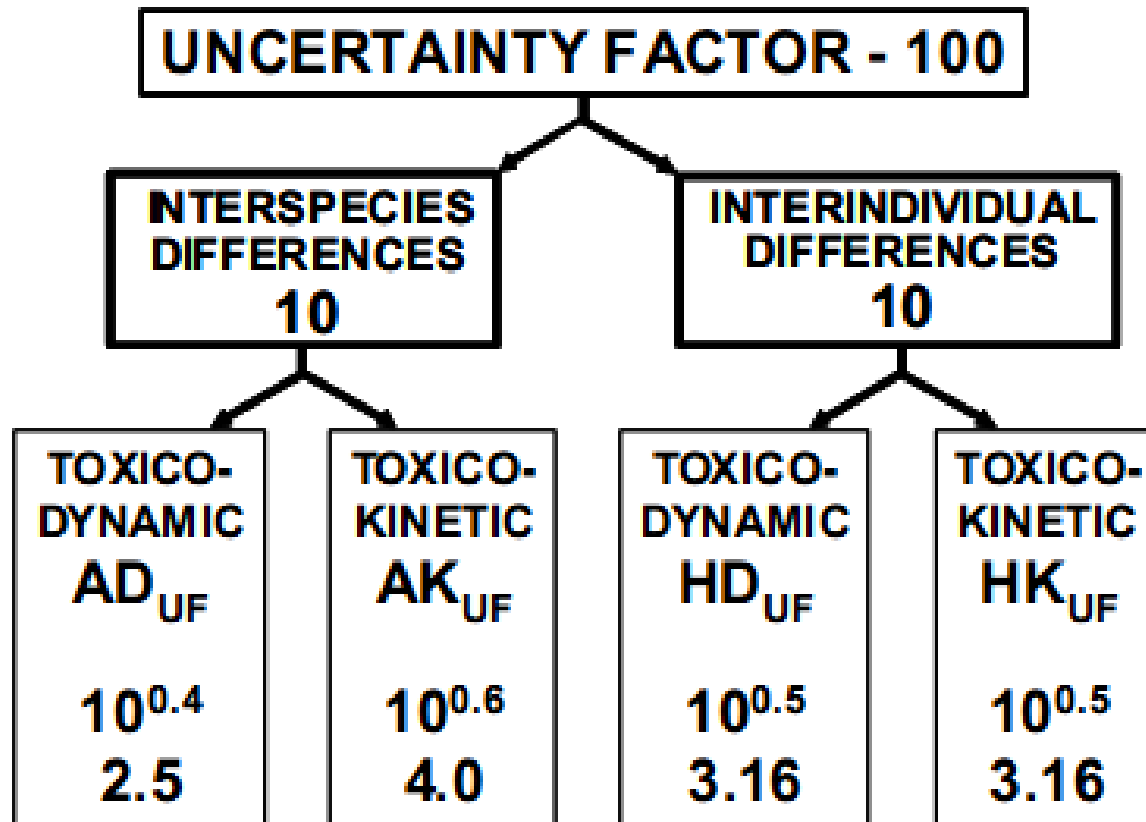 UNCERTAINTY FACTOR - 100
INTERSPECIES
DIFFERENCES
10
INTERINDIVIDUAL
DIFFERENCES
10
TOXICO-
DYNAMIC
AD_UF
10^0.4
2.5
TOXICO-
KINETIC
AK_UF
10^0.6
4.0
TOXICO-
DYNAMIC
HD_UF
10^0.5
3.16
TOXICO-
KINETIC
HK_UF
10^0.5
3.16